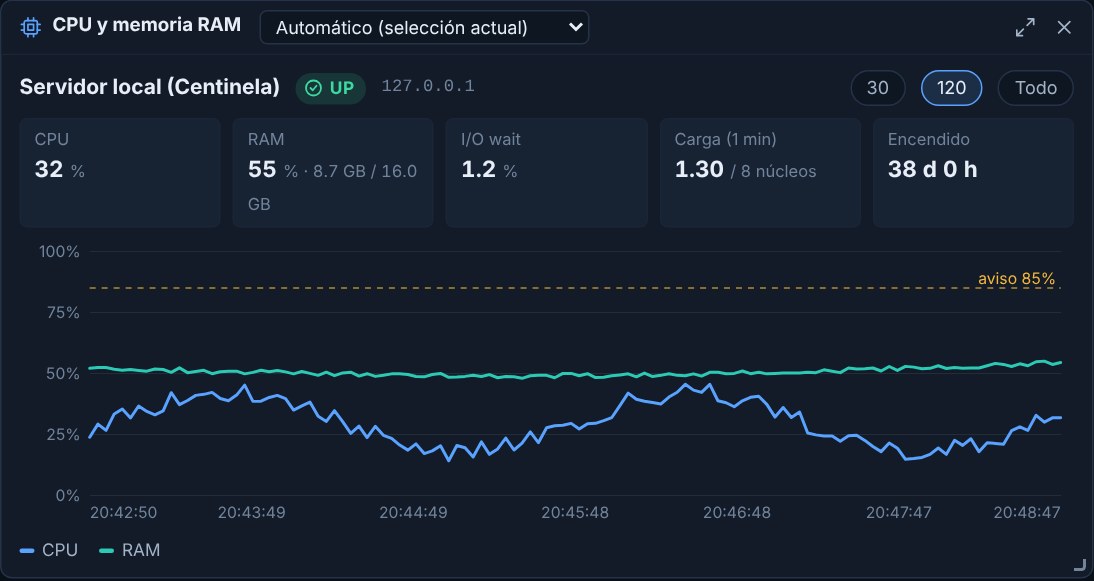 CPU y memoria RAM
Automático (selección actual)
Servidor local (Centinela)
UP
127.0.0.1
30
120
Todo
CPU
32 %
RAM
55 % · 8.7 GB / 16.0
GB
I/O wait
1.2 %
Carga (1 min)
1.30 / 8 núcleos
Encendido
38 d 0 h
100%
aviso 85%
75%
50%
25%
0%
20:42:50
20:43:49
20:44:49
20:45:48
20:46:48
20:47:47
20:48:47
CPU
RAM